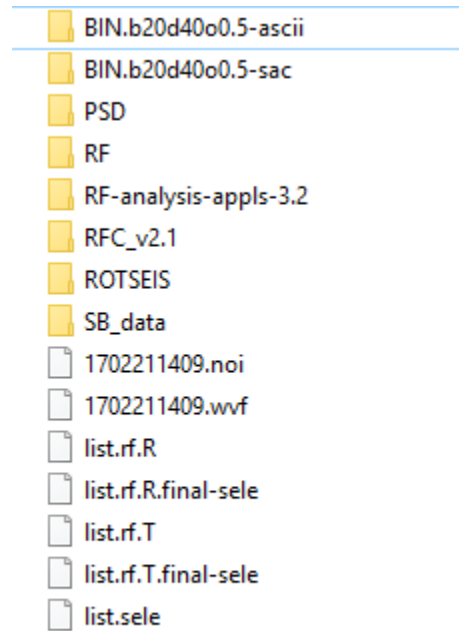 BIN.b20d40o0.5-ascii
BIN.b20d40o0.5-sac
PSD
RF
RF-analysis-appls-3.2
RFC_v2.1
ROTSEIS
SB_data
1702211409.noi
1702211409.wvf
list.rf.R
list.rf.R.final-sele
list.rf.T
list.rf.T.final-sele
list.sele